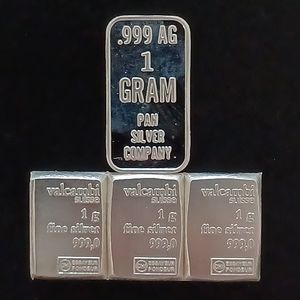 .999 AG
1
GRAM
PAN
SILVER
COMPANY
valcambi
suisse
1 g
fine silver
999,0
ESSAYEUR
FONDEUR
valcambi
suisse
1 g
fine silver
999,0
ESSAYEUR
FONDEUR
valcambi
suisse
1 g
fine silver
999,0
ESSAYEUR
FONDEUR